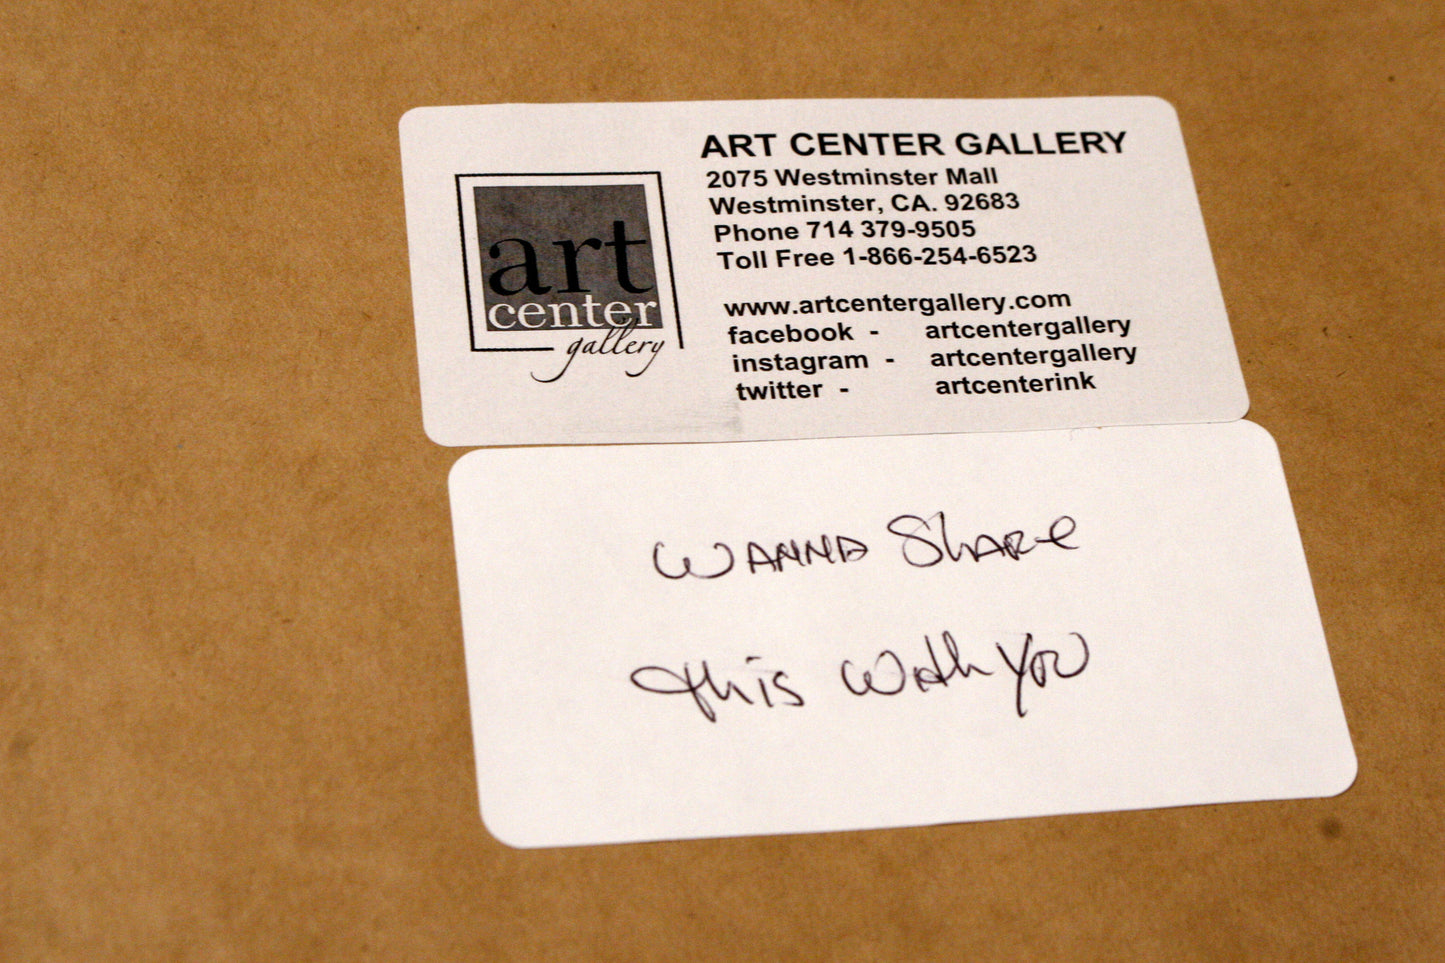 art
center
gallery
ART CENTER GALLERY
2075 Westminster Mall
Westminster, CA. 92683
Phone 714 379-9505
Toll Free 1-866-254-6523
www.artcentergallery.com
facebook - artcentergallery
instagram - artcentergallery
twitter - artcenterink
WANNA Share
this with you